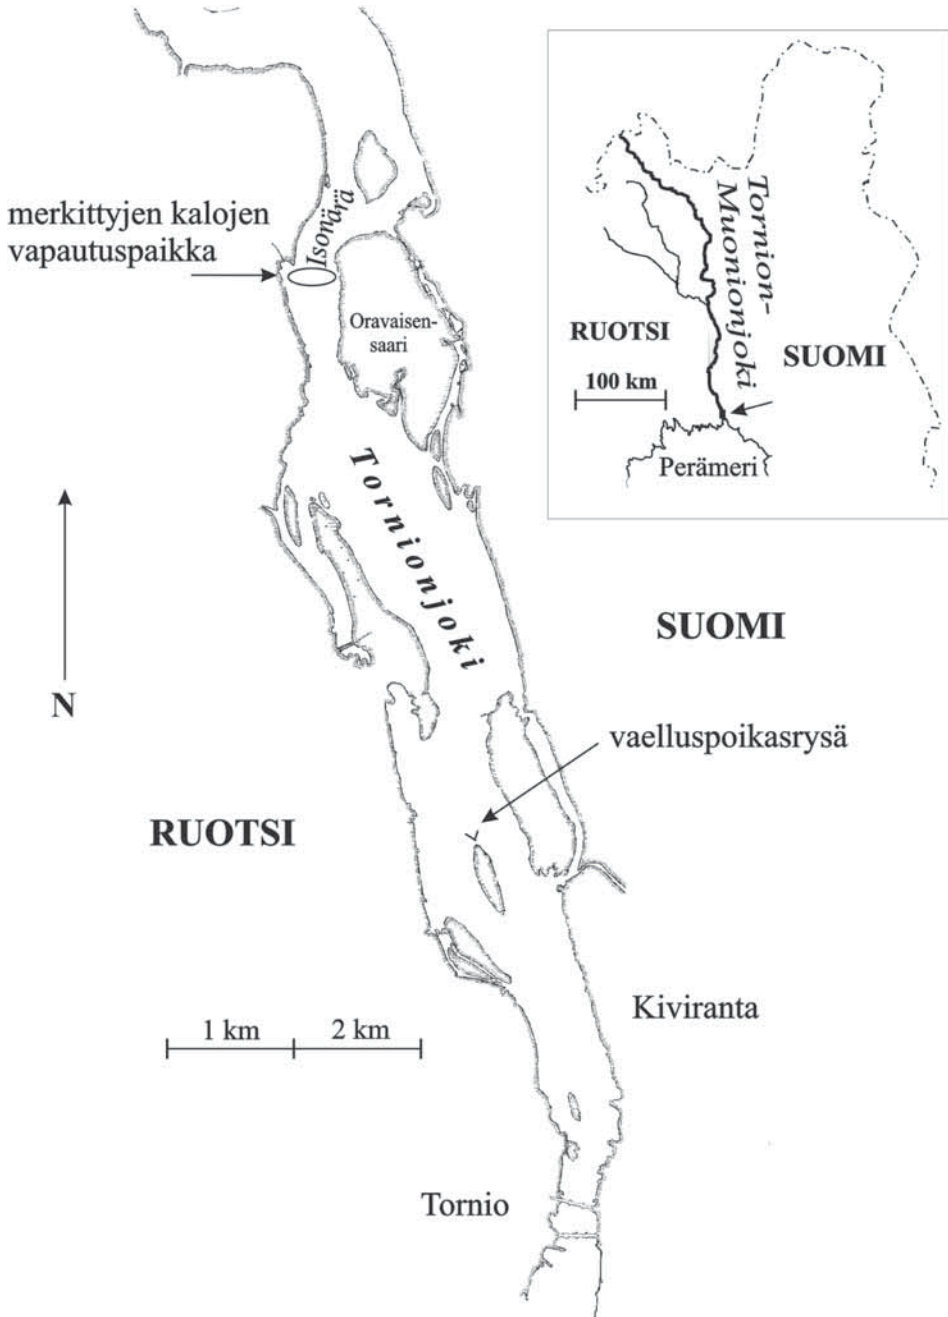 merkittyjen kalojen
vapautuspaikka
Isonärä
Oravaisen-
saari
Tornionjoki
N
SUOMI
vaelluspoikasrysä
RUOTSI
1 km
2 km
Kiviranta
Tornio
Tornion-
Muonionjoki
RUOTSI
SUOMI
100 km
Perämeri